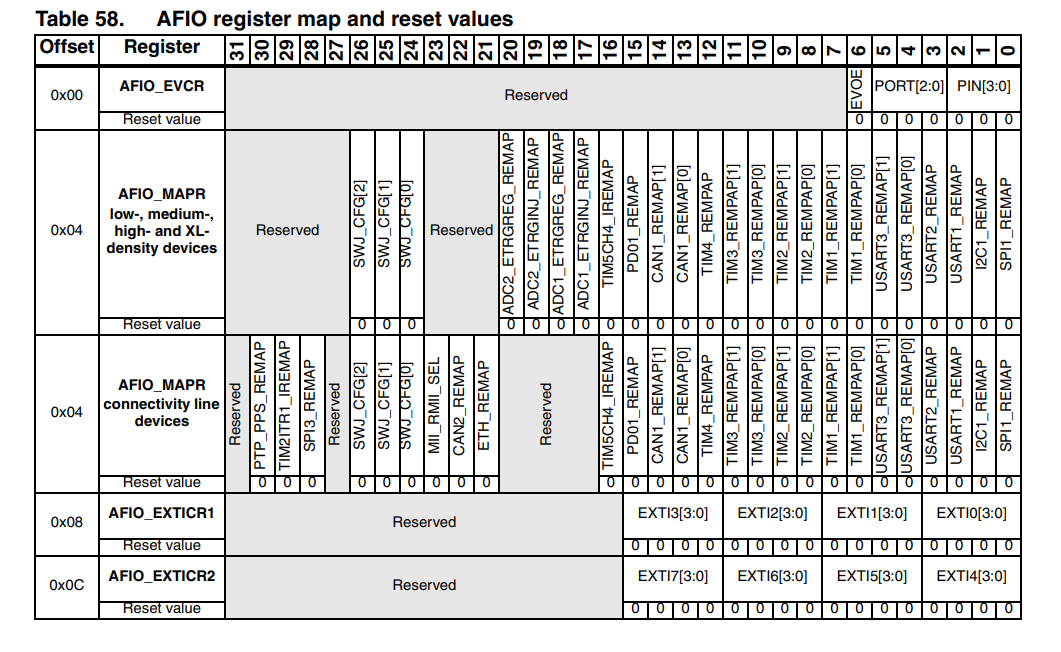 Table 58. AFIO register map and reset values
Offset Register 31 30 29 28 27 26 25 24 23 22 21 20 19 18 17 16 15 14 13 12 11 10 9 8 7 6 5 4 3 2 1 0
0x00 AFIO_EVCR Reserved EVOE PORT[2:0] PIN[3:0]
Reset value 0 0 0 0 0 0 0
0x04 AFIO_MAPR
low-, medium-,
high- and XL-
density devices
Reserved SWJ_CFG[2] SWJ_CFG[1] SWJ_CFG[0] Reserved ADC2_ETRGREG_REMAP ADC2_ETRGINJ_REMAP ADC1_ETRGREG_REMAP ADC1_ETRGINJ_REMAP TIM5CH4_IREMAP PD01_REMAP CAN1_REMAP[1] CAN1_REMAP[0] TIM4_REMPAP TIM3_REMPAP[1] TIM3_REMPAP[0] TIM2_REMPAP[1] TIM2_REMPAP[0] TIM1_REMPAP[1] TIM1_REMPAP[0] USART3_REMAP[1] USART3_REMAP[0] USART2_REMAP USART1_REMAP I2C1_REMAP SPI1_REMAP
Reset value 0 0 0 0 0 0 0 0 0 0 0 0 0 0 0 0 0 0 0 0 0 0 0 0
0x04 AFIO_MAPR
connectivity line
devices
Reserved PTP_PPS_REMAP TIM2ITR1_IREMAP SPI3_REMAP Reserved SWJ_CFG[2] SWJ_CFG[1] SWJ_CFG[0] MII_RMII_SEL CAN2_REMAP ETH_REMAP Reserved TIM5CH4_IREMAP PD01_REMAP CAN1_REMAP[1] CAN1_REMAP[0] TIM4_REMPAP TIM3_REMPAP[1] TIM3_REMPAP[0] TIM2_REMPAP[1] TIM2_REMPAP[0] TIM1_REMPAP[1] TIM1_REMPAP[0] USART3_REMAP[1] USART3_REMAP[0] USART2_REMAP USART1_REMAP I2C1_REMAP SPI1_REMAP
Reset value 0 0 0 0 0 0 0 0 0 0 0 0 0 0 0 0 0 0 0 0 0 0 0 0 0 0
0x08 AFIO_EXTICR1 Reserved EXTI3[3:0] EXTI2[3:0] EXTI1[3:0] EXTI0[3:0]
Reset value 0 0 0 0 0 0 0 0 0 0 0 0 0 0 0 0
0x0C AFIO_EXTICR2 Reserved EXTI7[3:0] EXTI6[3:0] EXTI5[3:0] EXTI4[3:0]
Reset value 0 0 0 0 0 0 0 0 0 0 0 0 0 0 0 0